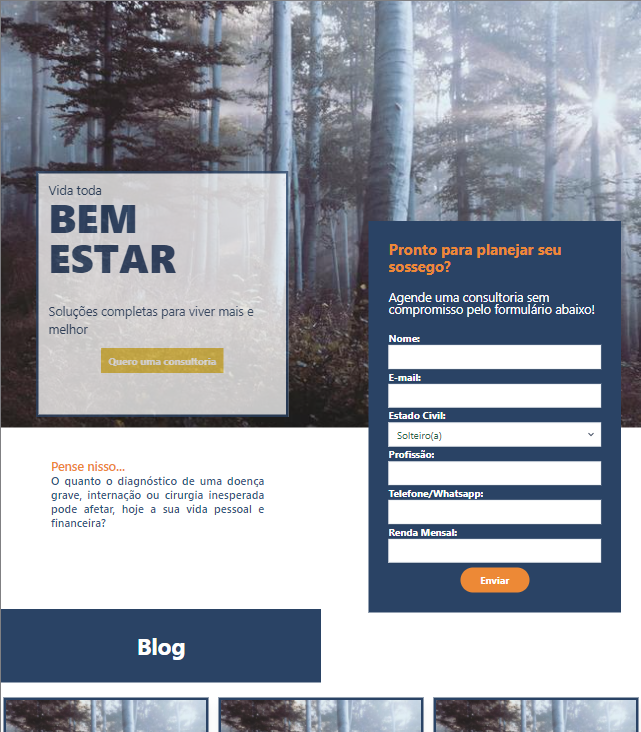 Vida toda
BEM
ESTAR
Soluções completas para viver mais e
melhor
Quero uma consultoria
Pronto para planejar seu
sossego?
Agende uma consultoria sem
compromisso pelo formulário abaixo!
Nome:
E-mail:
Estado Civil:
Solteiro(a)
Profissão:
Telefone/Whatsapp:
Renda Mensal:
Enviar
Pense nisso...
O quanto o diagnóstico de uma doença
grave, internação ou cirurgia inesperada
pode afetar, hoje a sua vida pessoal e
financeira?
Blog